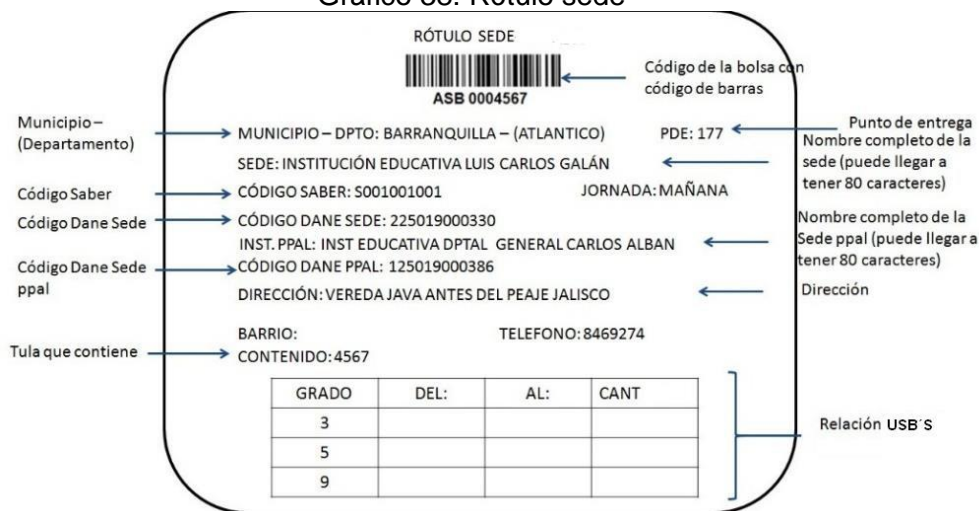 Gráfico 38. Rótulo sede
RÓTULO SEDE
ASB 0004567
Código de la bolsa con
código de barras
Municipio –
(Departamento)
MUNICIPIO – DPTO: BARRANQUILLA – (ATLANTICO)
PDE: 177
Punto de entrega
SEDE: INSTITUCIÓN EDUCATIVA LUIS CARLOS GALÁN
Nombre completo de la
sede (puede llegar a
tener 80 caracteres)
Código Saber
CÓDIGO SABER: S001001001
JORNADA: MAÑANA
Código Dane Sede
CÓDIGO DANE SEDE: 225019000330
INST. PPAL: INST EDUCATIVA DPTAL GENERAL CARLOS ALBAN
Nombre completo de la
Sede ppal (puede llegar a
tener 80 caracteres)
Código Dane Sede
ppal
CÓDIGO DANE PPAL: 125019000386
DIRECCIÓN: VEREDA JAVA ANTES DEL PEAJE JALISCO
Dirección
BARRIO:
TELEFONO: 8469274
Tula que contiene
CONTENIDO: 4567
GRADO DEL: AL: CANT
3
5
9
Relación USB´S